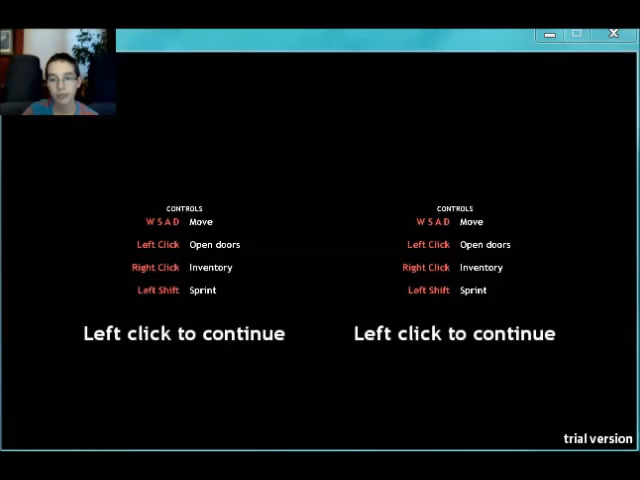 CONTROLS
W S A D Move
Left Click Open doors
Right Click Inventory
Left Shift Sprint
Left click to continue
CONTROLS
W S A D Move
Left Click Open doors
Right Click Inventory
Left Shift Sprint
Left click to continue
trial version